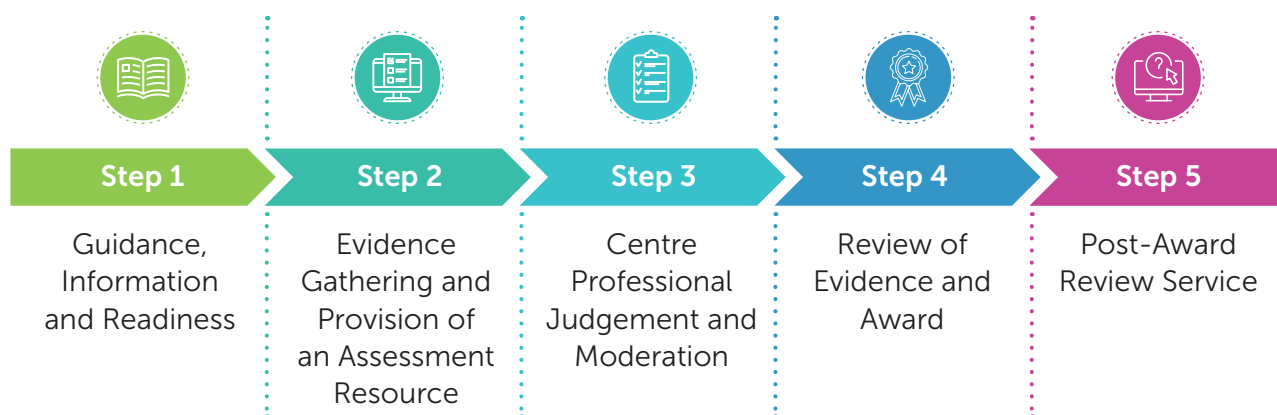 Step 1
Guidance,
Information
and Readiness
Step 2
Evidence
Gathering and
Provision of
an Assessment
Resource
Step 3
Centre
Professional
Judgement and
Moderation
Step 4
Review of
Evidence and
Award
Step 5
Post-Award
Review Service